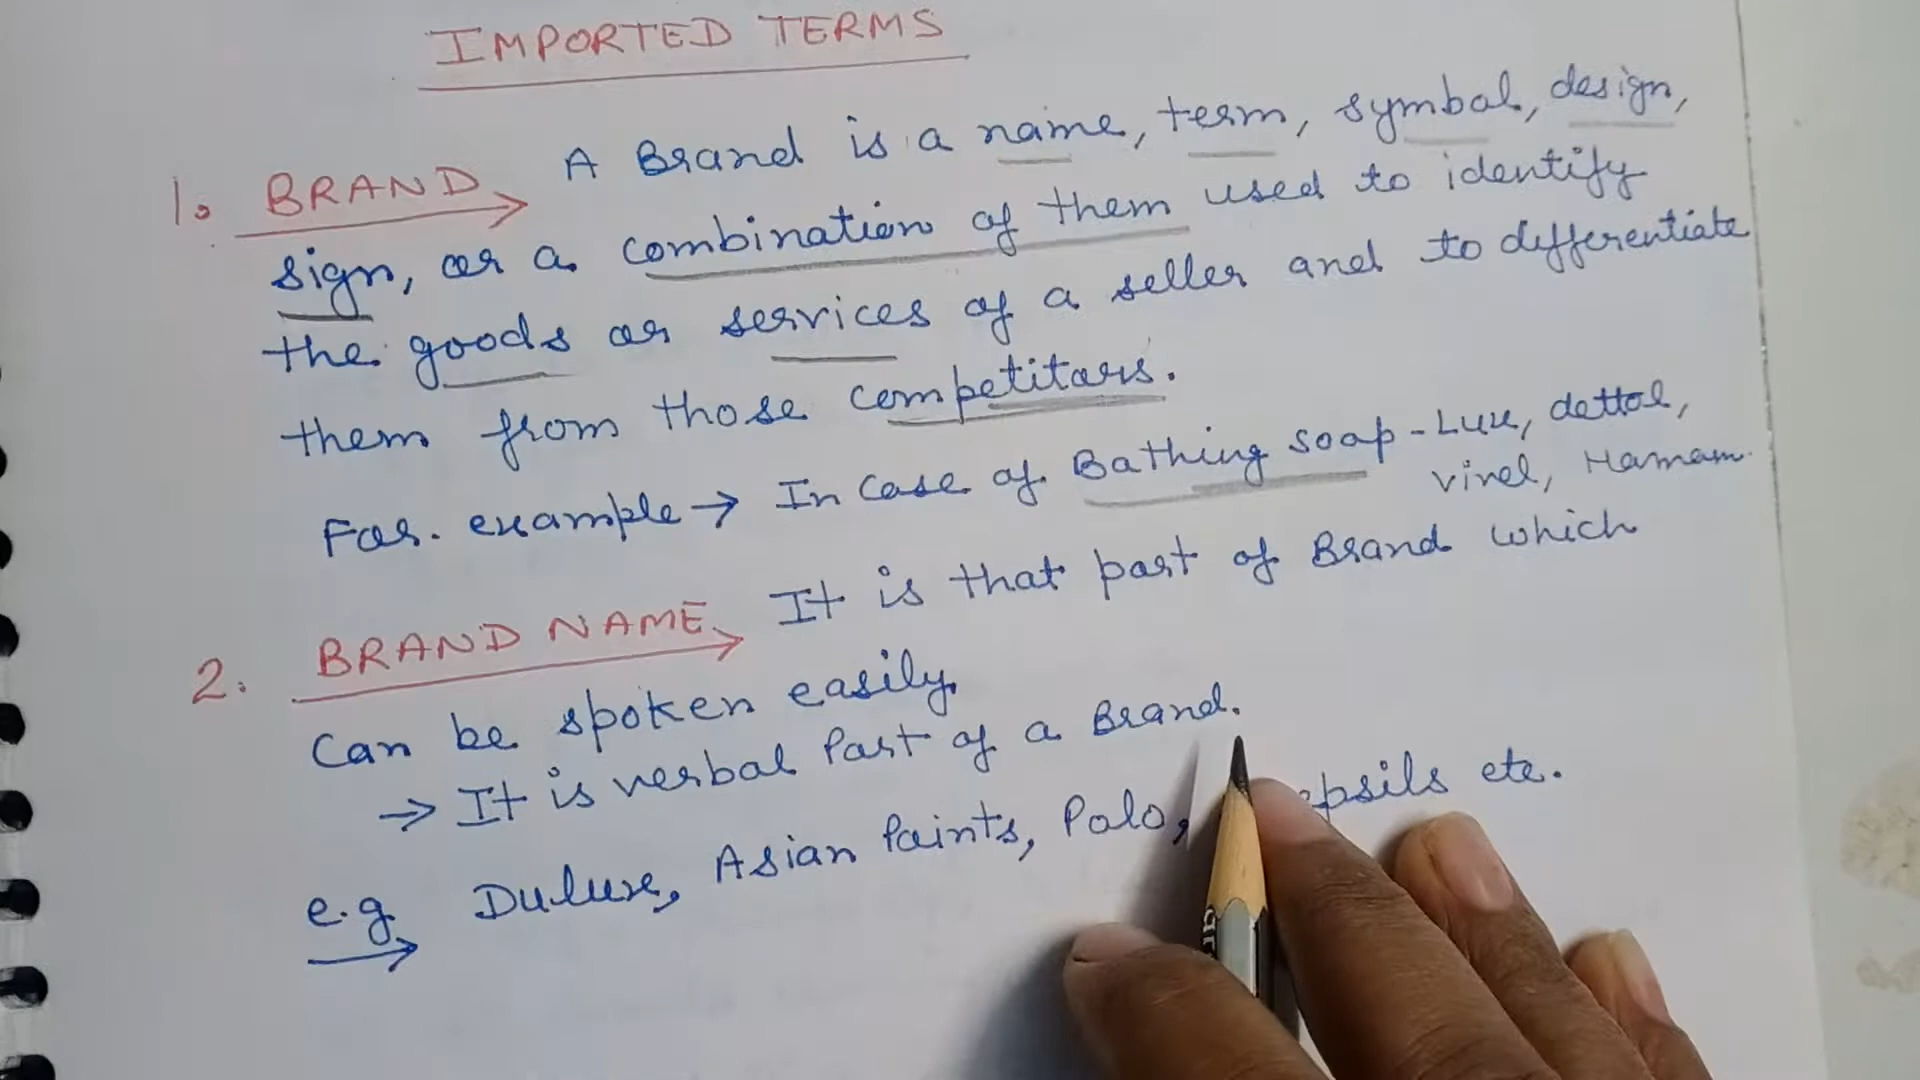 IMPORTED TERMS
1. BRAND → A Brand is a name, term, symbal, design,
sign, or a combination of them used to identify
the goods or services of a seller and to differentiate
them from those competitors.
For. example → In Case of Bathing soap - Lux, dettol,
vivel, Hamam.
2. BRAND NAME → It is that part of Brand which
Can be spoken easily.
→ It is verbal Part of a Brand.
e.g. → Dulux, Asian Paints, Polo, epsils etc.